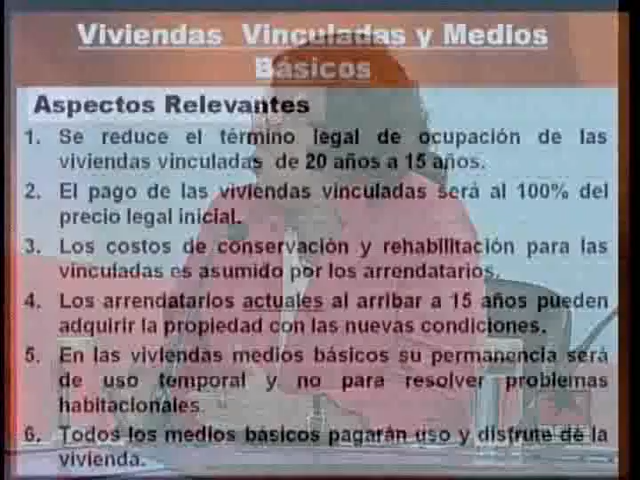 Viviendas Vinculadas y Medios
Básicos
Aspectos Relevantes
1. Se reduce el término legal de ocupación de las
viviendas vinculadas de 20 años a 15 años.
2. El pago de las viviendas vinculadas será al 100% del
precio legal inicial.
3. Los costos de conservación y rehabilitación para las
vinculadas es asumido por los arrendatarios.
4. Los arrendatarios actuales al arribar a 15 años pueden
adquirir la propiedad con las nuevas condiciones.
5. En las viviendas medios básicos su permanencia será
de uso temporal y no para resolver problemas
habitacionales.
6. Todos los medios básicos pagarán uso y disfrute de la
vivienda.